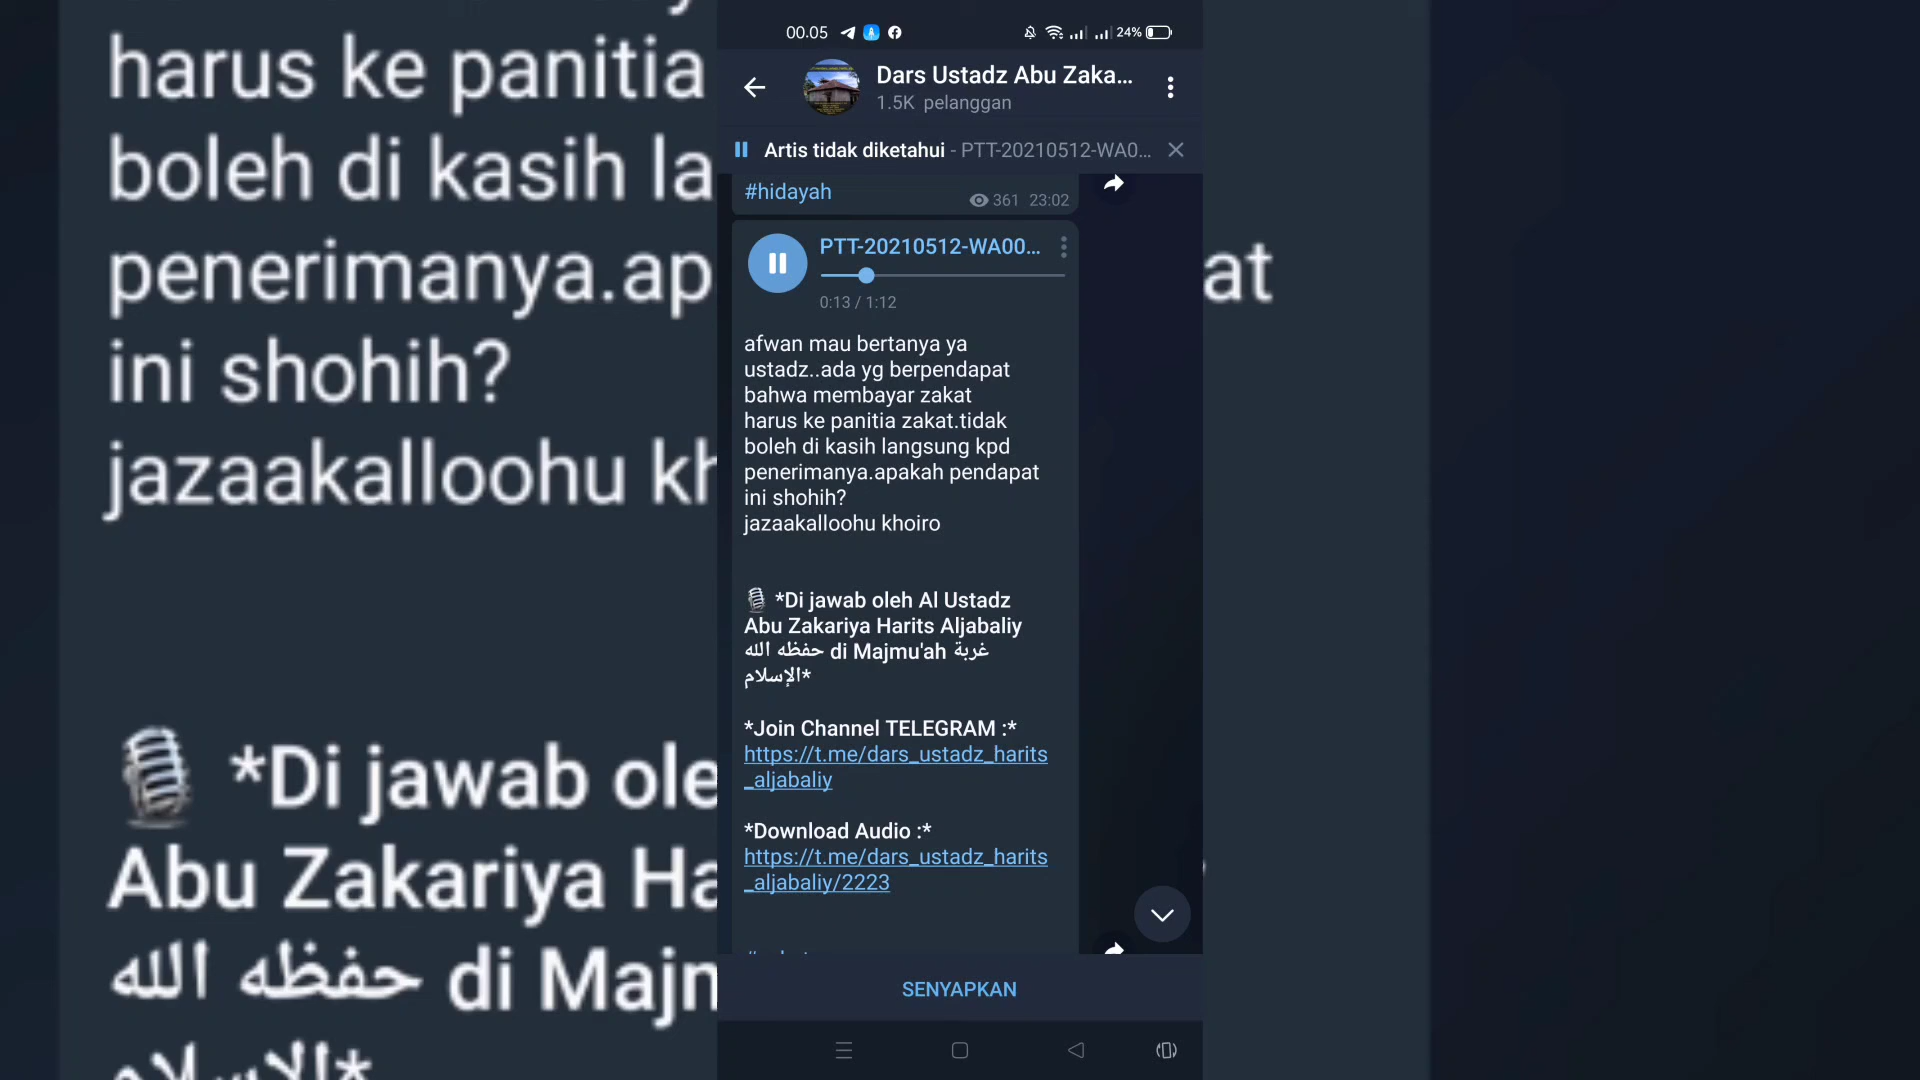 00.05
24%
Dars Ustadz Abu Zaka...
1.5K pelanggan
Artis tidak diketahui - PTT-20210512-WA0...
#hidayah
361 23:02
PTT-20210512-WA00...
0:13 / 1:12
afwan mau bertanya ya
ustadz..ada yg berpendapat
bahwa membayar zakat
harus ke panitia zakat.tidak
boleh di kasih langsung kpd
penerimanya.apakah pendapat
ini shohih?
jazaakalloohu khoiro
🎙 *Di jawab oleh Al Ustadz
Abu Zakariya Harits Aljabaliy
حفظه الله di Majmu'ah غربة
الإسلام*
*Join Channel TELEGRAM :*
https://t.me/dars_ustadz_harits
_aljabaliy
*Download Audio :*
https://t.me/dars_ustadz_harits
_aljabaliy/2223
SENYAPKAN
harus ke panitia
boleh di kasih la
penerimanya.ap
at
ini shohih?
jazaakalloohu kh
🎙 *Di jawab ole
Abu Zakariya Ha
حفظه الله di Majm
الإسلام*